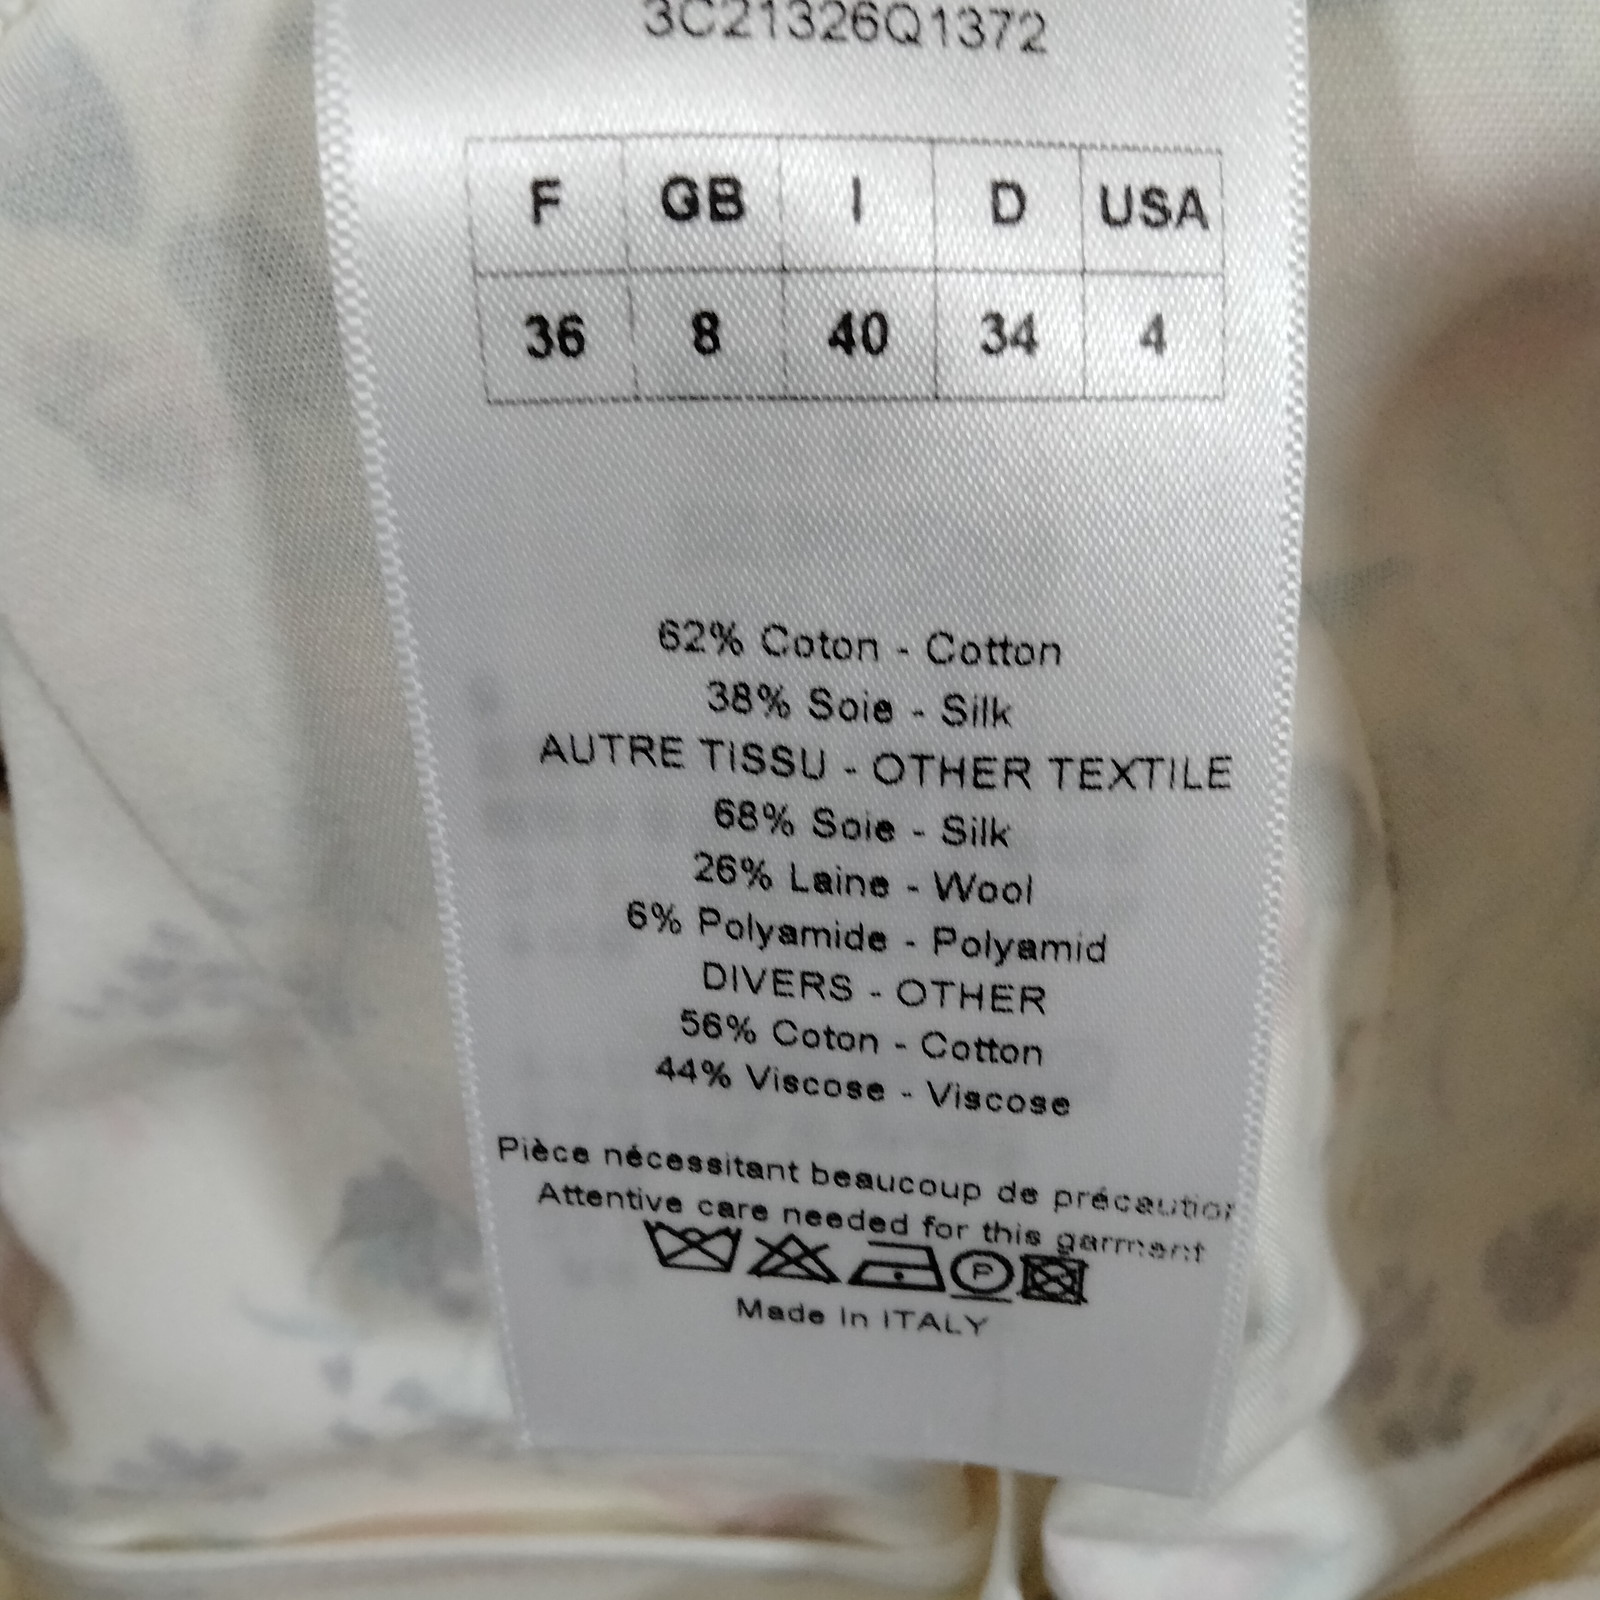 3C21326Q1372
F GB I D USA
36 8 40 34 4
62% Coton - Cotton
38% Soie - Silk
AUTRE TISSU - OTHER TEXTILE
68% Soie - Silk
26% Laine - Wool
6% Polyamide - Polyamid
DIVERS - OTHER
56% Coton - Cotton
44% Viscose - Viscose
Pièce nécessitant beaucoup de précaution
Attentive care needed for this garment
P
Made In ITALY